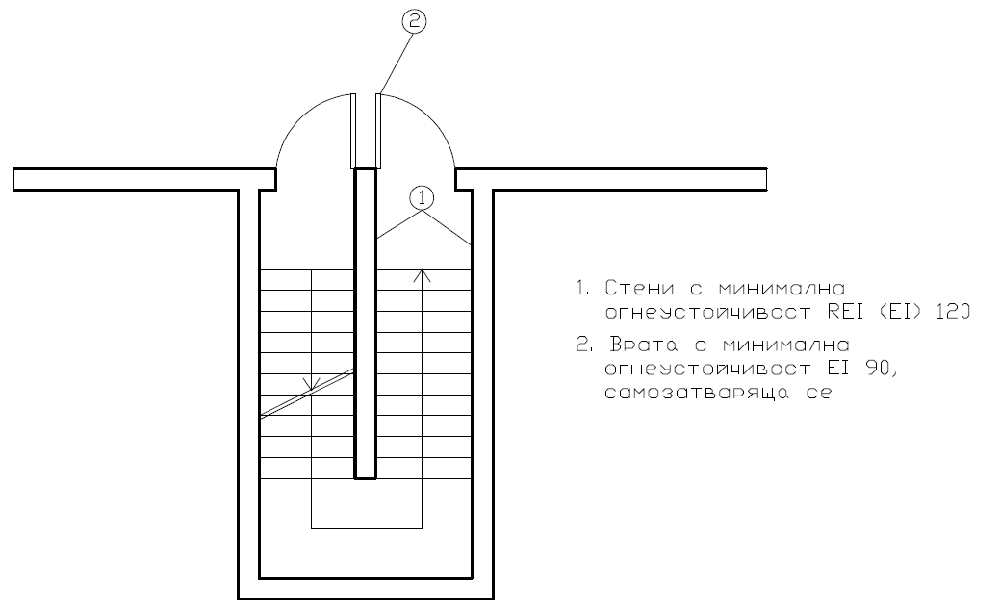 2
1
1. Стени с минимална
огнеустойчивост REI (EI) 120
2. Врата с минимална
огнеустойчивост EI 90,
самозатваряща се